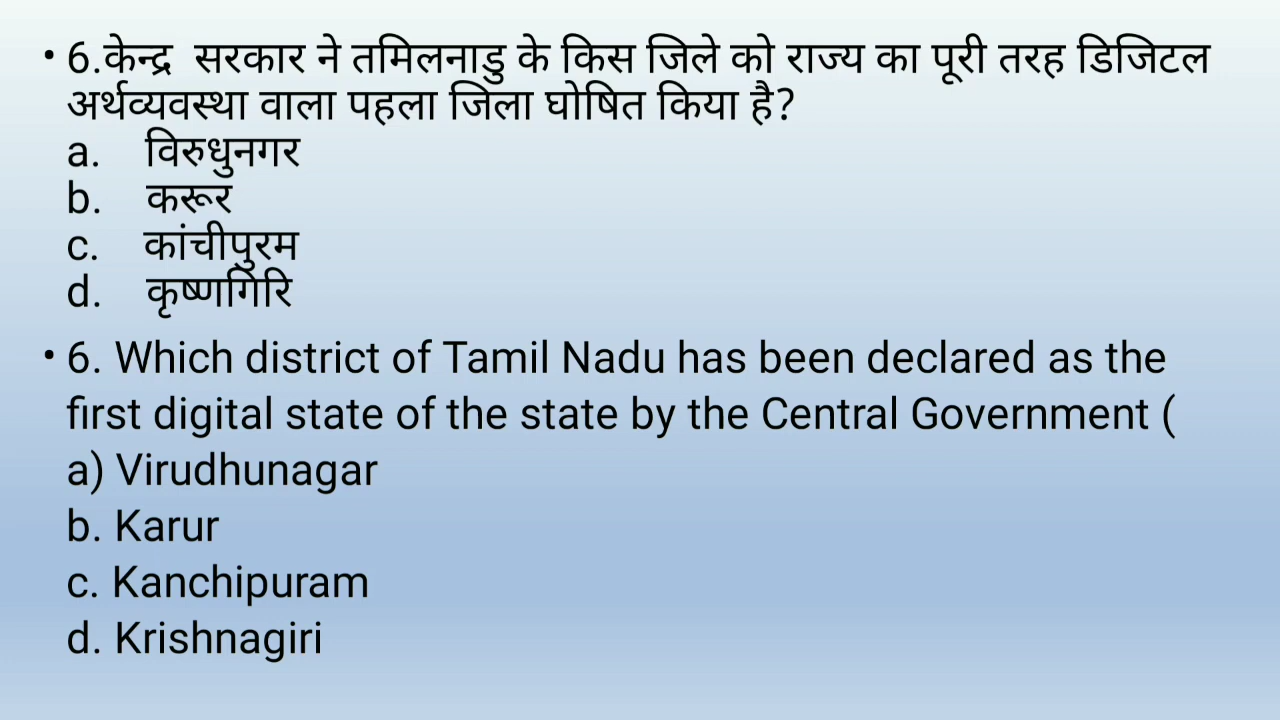 • 6.केन्द्र सरकार ने तमिलनाडु के किस जिले को राज्य का पूरी तरह डिजिटल
अर्थव्यवस्था वाला पहला जिला घोषित किया है?
a. विरुधुनगर
b. करूर
c. कांचीपुरम
d. कृष्णगिरि
• 6. Which district of Tamil Nadu has been declared as the
first digital state of the state by the Central Government (
a) Virudhunagar
b. Karur
c. Kanchipuram
d. Krishnagiri